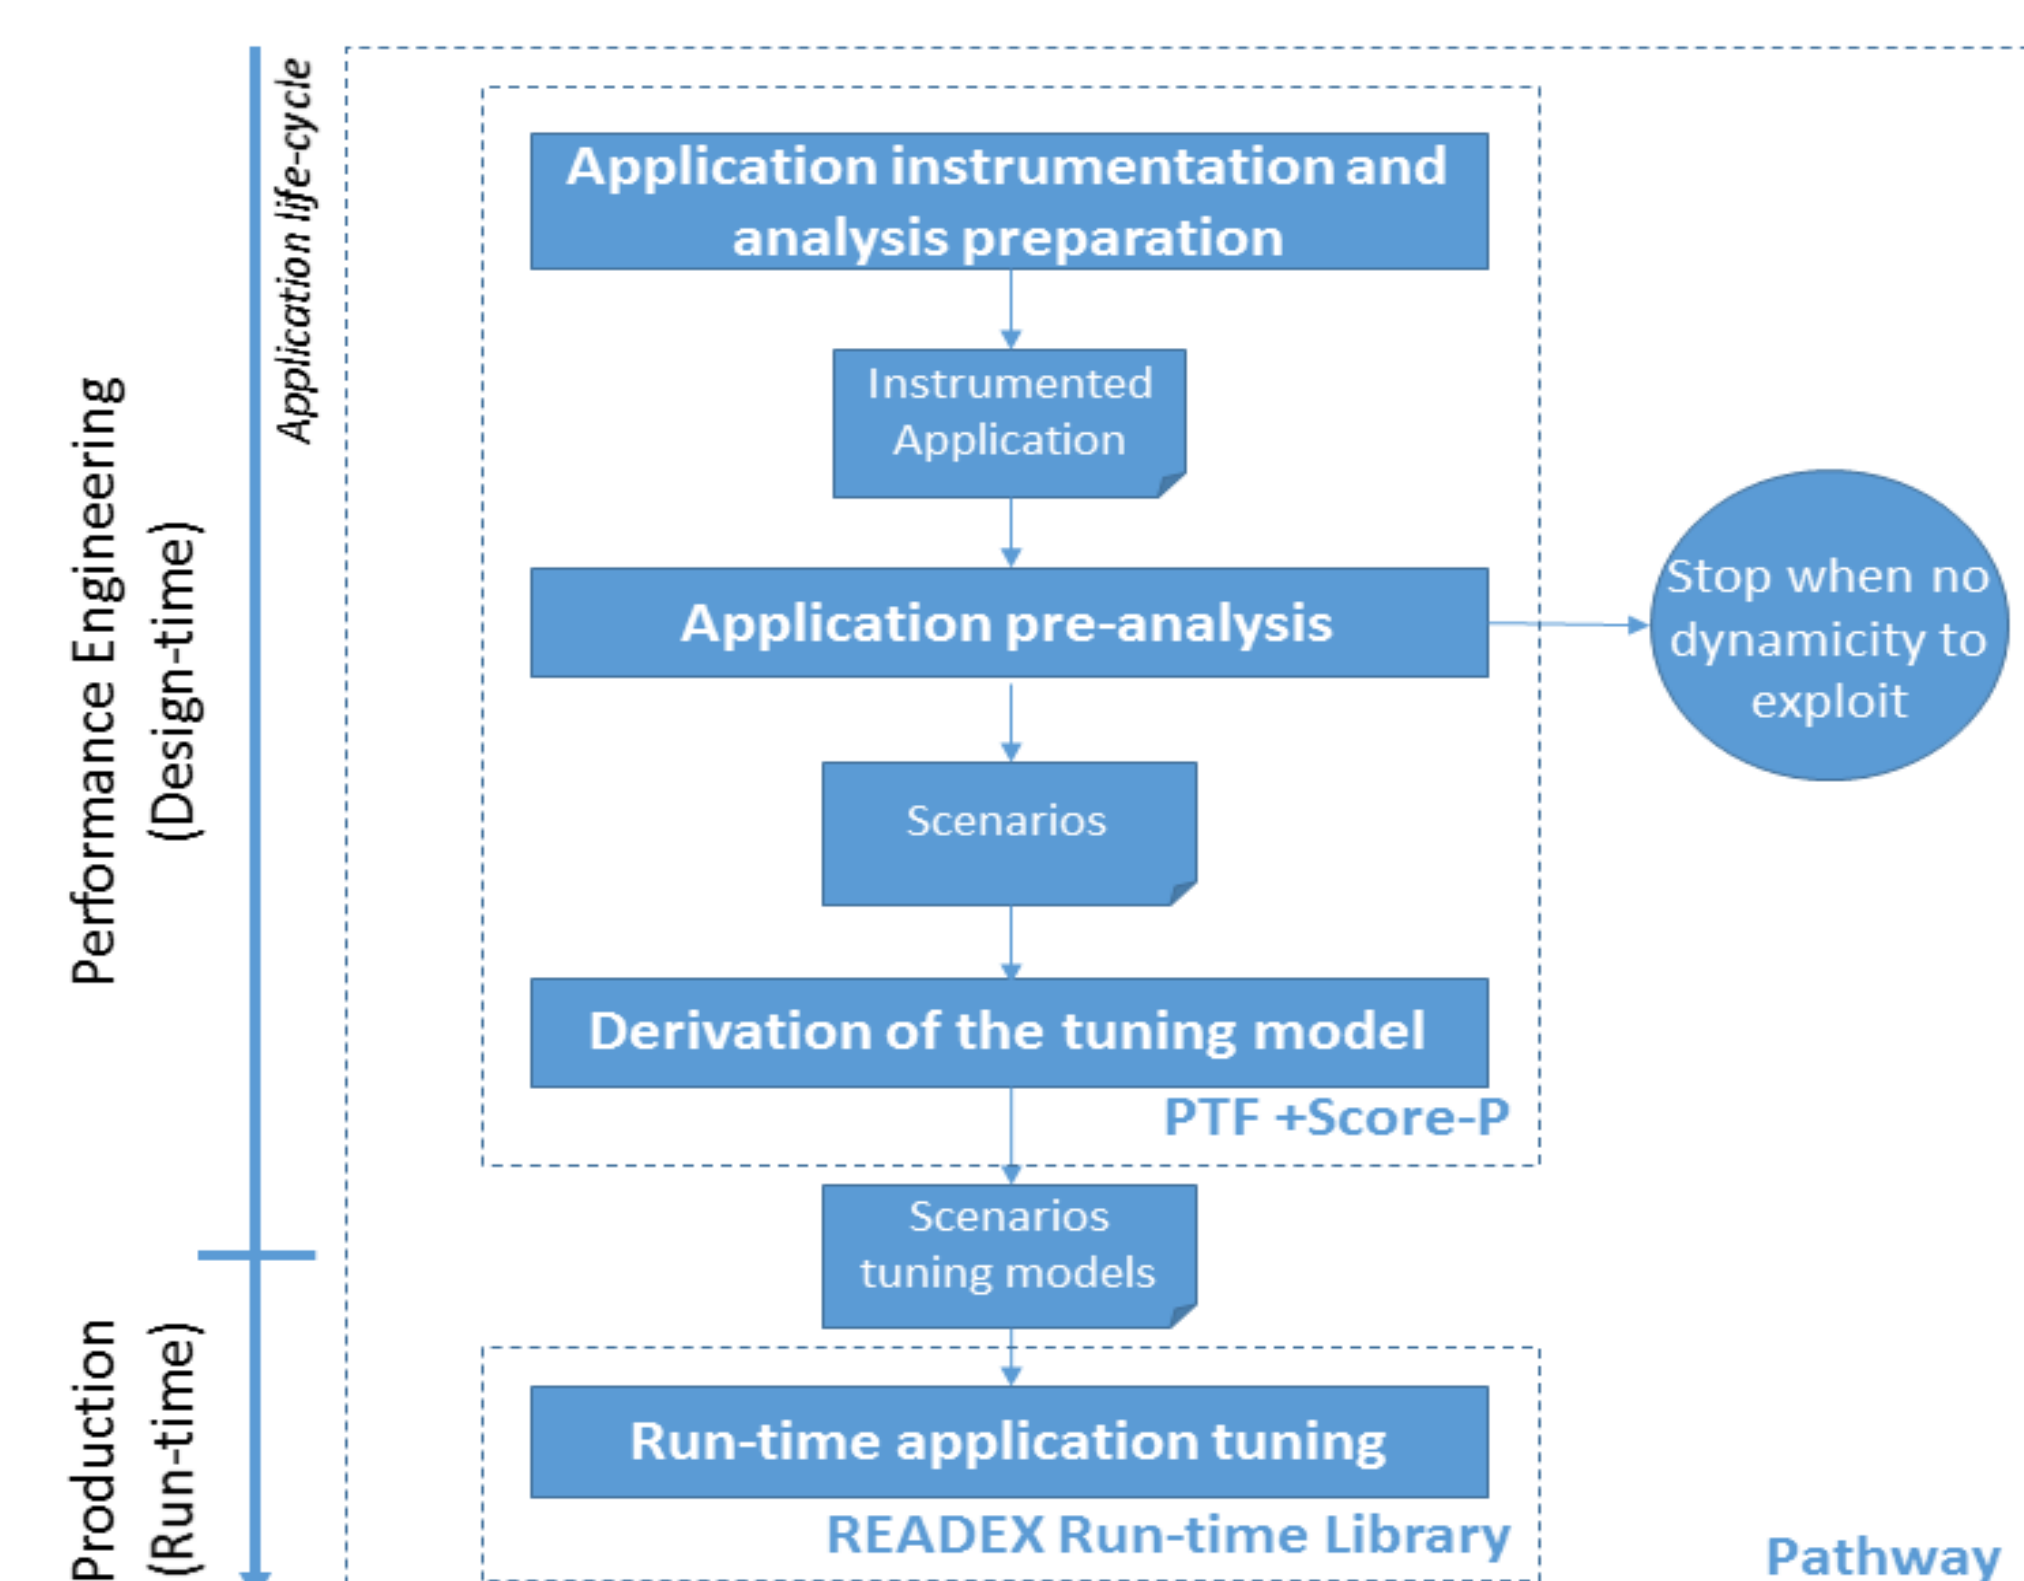 Application life-cycle
Performance Engineering
(Design-time)
Application instrumentation and
analysis preparation
Instrumented
Application
Application pre-analysis
Stop when no
dynamicity to
exploit
Scenarios
Derivation of the tuning model
PTF +Score-P
Scenarios
tuning models
Production
(Run-time)
Run-time application tuning
READEX Run-time Library
Pathway